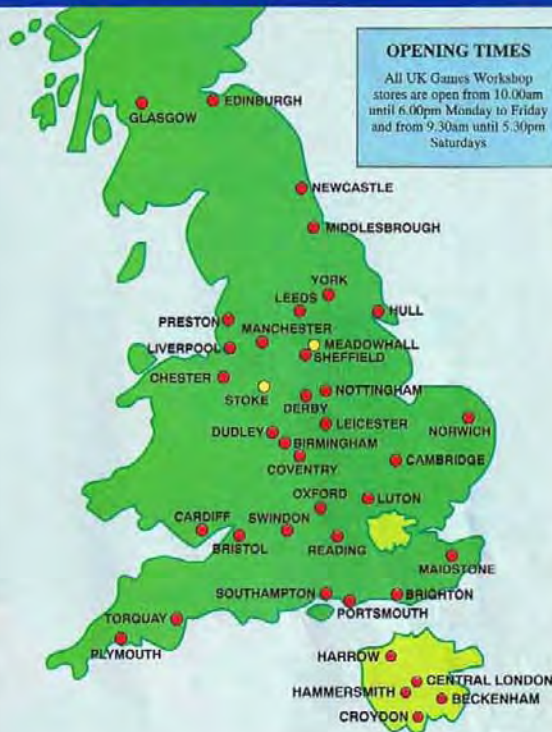 OPENING TIMES
All UK Games Workshop
stores are open from 10.00am
until 6.00pm Monday to Friday
and from 9.30am until 5.30pm
Saturdays
GLASGOW
EDINBURGH
NEWCASTLE
MIDDLESBROUGH
YORK
LEEDS
HULL
PRESTON
MANCHESTER
LIVERPOOL
MEADOWHALL
SHEFFIELD
CHESTER
STOKE
NOTTINGHAM
DERBY
LEICESTER
NORWICH
DUDLEY
BIRMINGHAM
COVENTRY
CAMBRIDGE
OXFORD
LUTON
CARDIFF
SWINDON
BRISTOL
READING
MAIDSTONE
SOUTHAMPTON
BRIGHTON
PORTSMOUTH
TORQUAY
PLYMOUTH
HARROW
CENTRAL LONDON
HAMMERSMITH
BECKENHAM
CROYDON